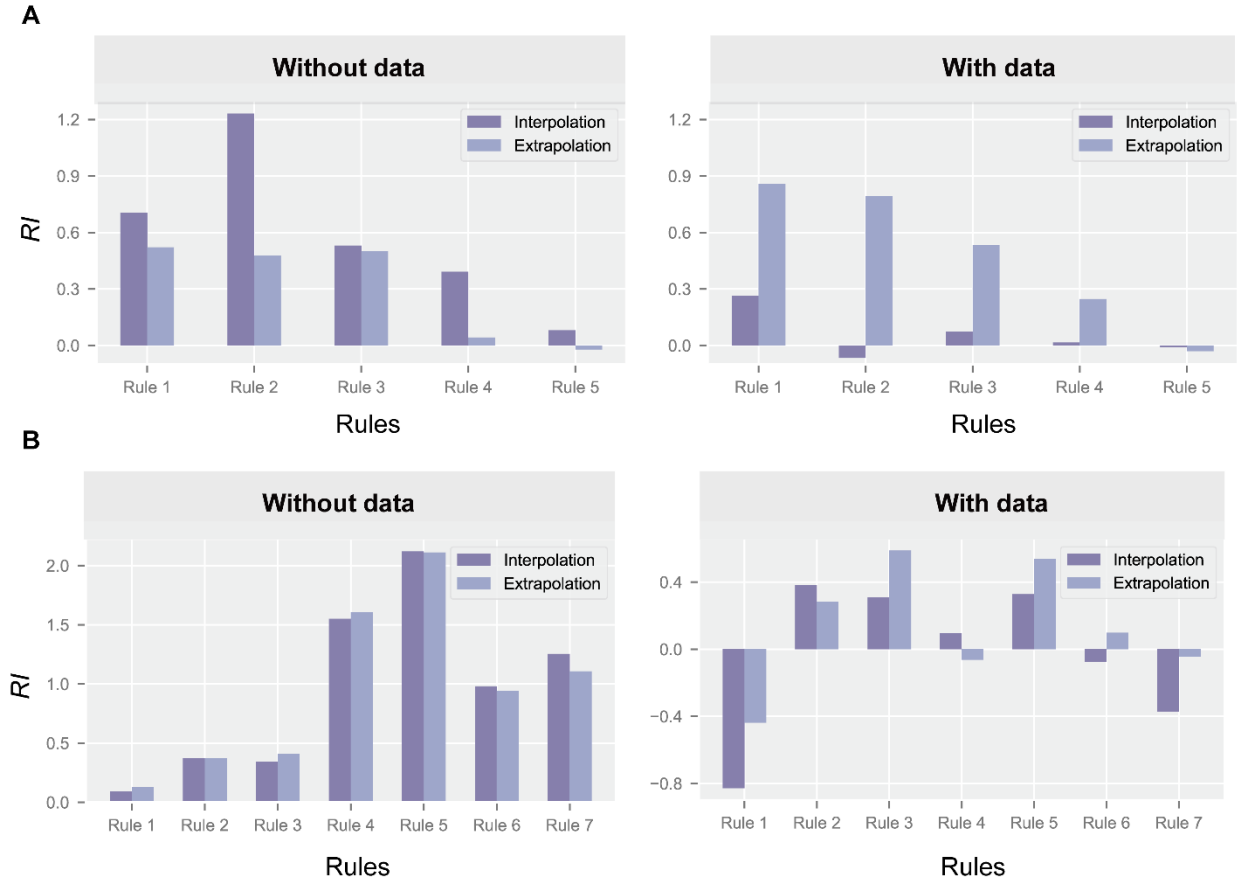 A
Without data
With data
Interpolation
Extrapolation
Interpolation
Extrapolation
RI
1.2
0.9
0.6
0.3
0.0
1.2
0.9
0.6
0.3
0.0
Rule 1 Rule 2 Rule 3 Rule 4 Rule 5
Rule 1 Rule 2 Rule 3 Rule 4 Rule 5
Rules
Rules
B
Without data
With data
Interpolation
Extrapolation
Interpolation
Extrapolation
RI
2.0
1.5
1.0
0.5
0.0
0.4
0.0
−0.4
−0.8
Rule 1 Rule 2 Rule 3 Rule 4 Rule 5 Rule 6 Rule 7
Rule 1 Rule 2 Rule 3 Rule 4 Rule 5 Rule 6 Rule 7
Rules
Rules